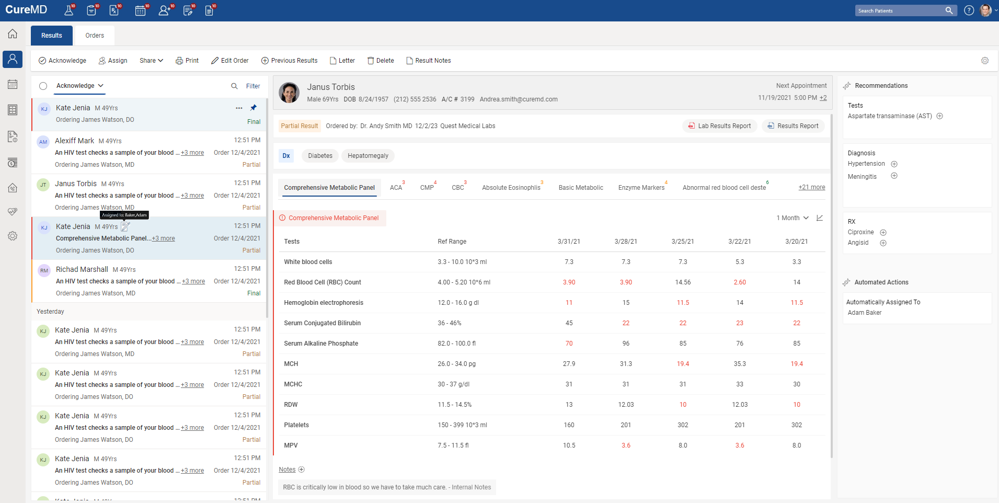 CureMD
10 10 10 10 10 10 10
Search Patients
Results Orders
Acknowledge Assign Share Print Edit Order Previous Results Letter Delete Result Notes
Acknowledge Filter
KJ Kate Jenia M 49Yrs
Ordering James Watson, DO
Final
AM Alexiff Mark M 49Yrs 12:51 PM
An HIV test checks a sample of your blood ... +3 more Order 12/4/2021
Ordering James Watson, MD Partial
JT Janus Torbis M 49Yrs 12:51 PM
An HIV test checks a sample of your blood ... +3 more Order 12/4/2021
Ordering James Watson, MD Partial
Assigned to: Baker,Adam
KJ Kate Jenia M 49Yrs 12:51 PM
Comprehensive Metabolic Panel...+3 more Order 12/4/2021
Ordering James Watson, DO Partial
RM Richad Marshall M 49Yrs 12:51 PM
An HIV test checks a sample of your blood ... +3 more Order 12/4/2021
Ordering James Watson, MD Final
Yesterday
KJ Kate Jenia M 49Yrs 12:51 PM
An HIV test checks a sample of your blood ... +3 more Order 12/4/2021
Ordering James Watson, MD Partial
KJ Kate Jenia M 49Yrs 12:51 PM
An HIV test checks a sample of your blood ... +3 more Order 12/4/2021
Ordering James Watson, DO Partial
KJ Kate Jenia M 49Yrs 12:51 PM
An HIV test checks a sample of your blood ... +3 more Order 12/4/2021
Ordering James Watson, DO Partial
KJ Kate Jenia M 49Yrs 12:51 PM
An HIV test checks a sample of your blood ... +3 more Order 12/4/2021
Ordering James Watson, DO Partial
Janus Torbis
Male 69Yrs DOB 8/24/1957 (212) 555 2536 A/C # 3199 Andrea.smith@curemd.com
Next Appointment
11/19/2021 5:00 PM +2
Partial Result Ordered by: Dr. Andy Smith MD 12/2/23 Quest Medical Labs
Lab Results Report Results Report
Dx Diabetes Hepatomegaly
Comprehensive Metabolic Panel ACA 3 CMP 4 CBC 3 Absolute Eosinophlis 3 Basic Metabolic Enzyme Markers 4 Abnormal red blood cell deste 6 +21 more
Comprehensive Metabolic Panel 1 Month
Tests Ref Range 3/31/21 3/28/21 3/25/21 3/22/21 3/20/21
White blood cells 3.3 - 10.0 10*3 ml 7.3 7.3 7.3 5.3 3.3
Red Blood Cell (RBC) Count 4.00 - 5.20 10*6 ml 3.90 3.90 14.56 2.60 14
Hemoglobin electrophoresis 12.0 - 16.0 g dl 11 15 11.5 14 11.5
Serum Conjugated Bilirubin 36 - 46% 45 22 22 23 22
Serum Alkaline Phosphate 82.0 - 100.0 fl 70 96 85 76 85
MCH 26.0 - 34.0 pg 27.9 31.3 19.4 35.3 19.4
MCHC 30 - 37 g/dl 31 31 31 33 30
RDW 11.5 - 14.5% 13 12.03 10 12.03 10
Platelets 150 - 399 10*3 ml 160 201 302 201 302
MPV 7.5 - 11.5 fl 10.5 3.6 8.0 3.6 8.0
Notes
RBC is critically low in blood so we have to take much care. - Internal Notes
Recommendations
Tests
Aspartate transaminase (AST)
Diagnosis
Hypertension
Meningitis
RX
Ciproxine
Angisid
Automated Actions
Automatically Assigned To
Adam Baker